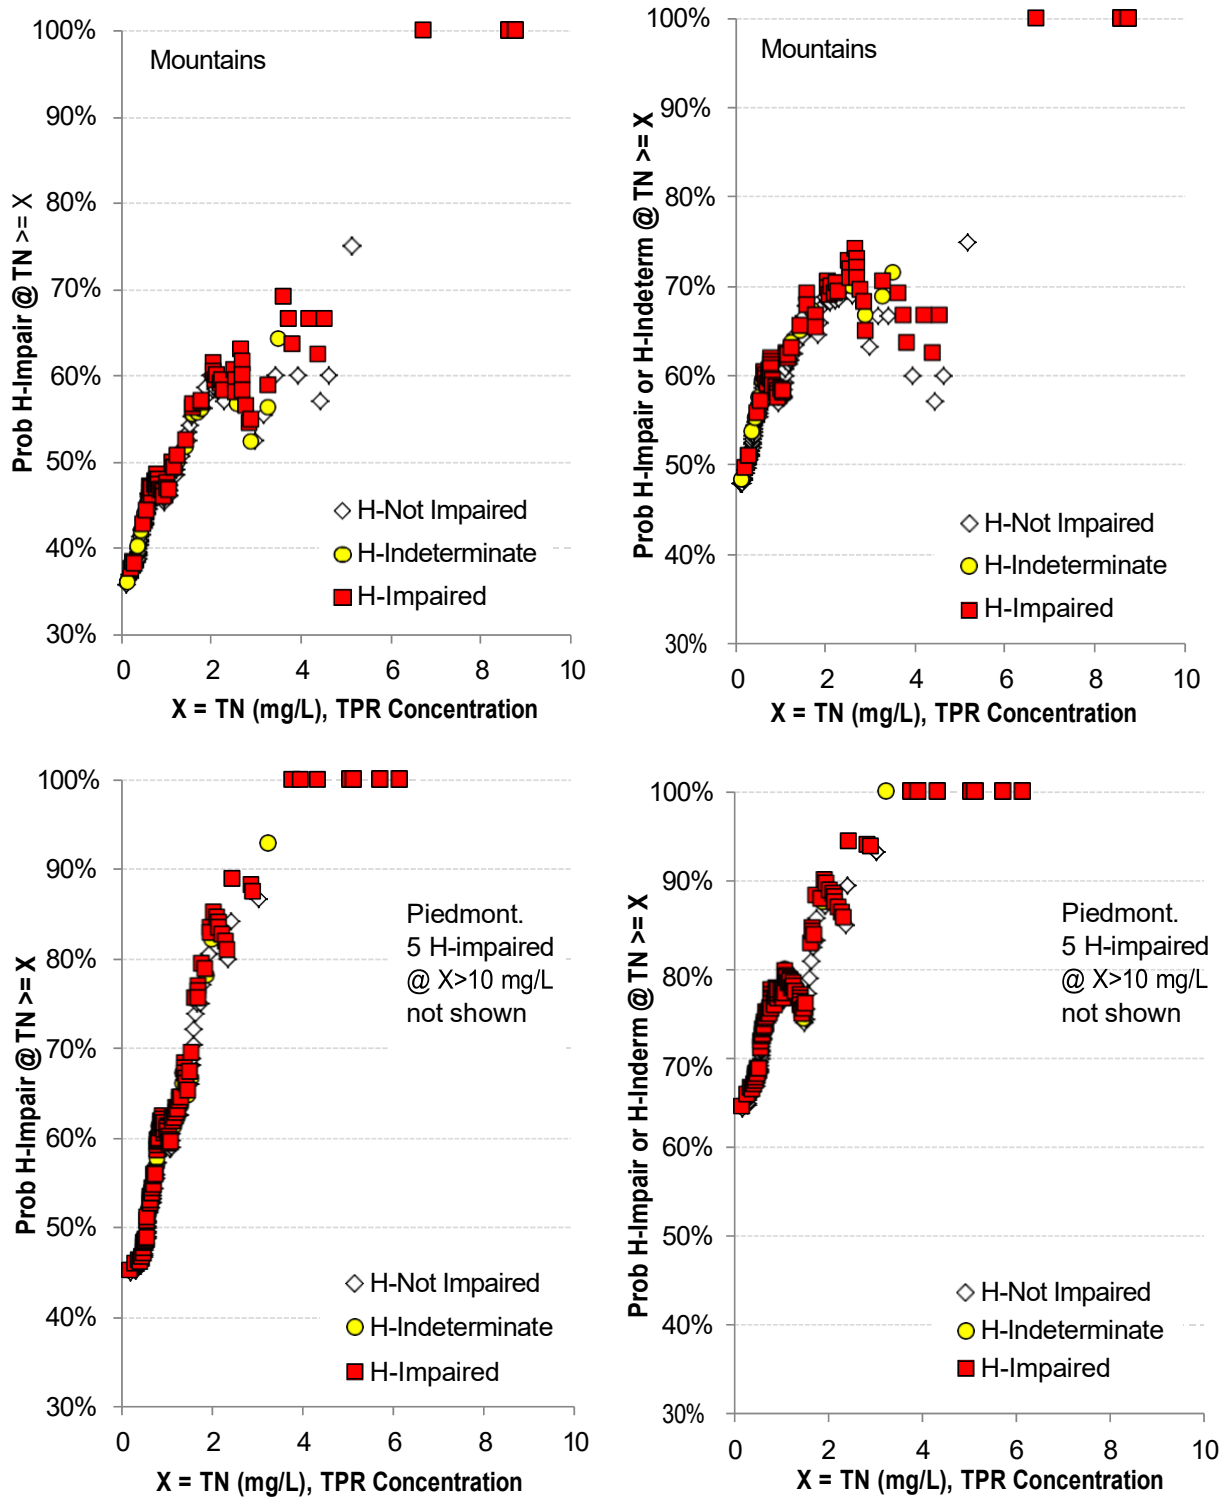 Prob H-Impair @ TN >= X
100%
90%
80%
70%
60%
50%
40%
30%
Mountains
H-Not Impaired
H-Indeterminate
H-Impaired
0 2 4 6 8 10
X = TN (mg/L), TPR Concentration
Prob H-Impair or H-Indeterm @ TN >= X
100%
90%
80%
70%
60%
50%
40%
30%
Mountains
H-Not Impaired
H-Indeterminate
H-Impaired
0 2 4 6 8 10
X = TN (mg/L), TPR Concentration
Prob H-Impair @ TN >= X
100%
90%
80%
70%
60%
50%
40%
30%
Piedmont.
5 H-impaired
@ X>10 mg/L
not shown
H-Not Impaired
H-Indeterminate
H-Impaired
0 2 4 6 8 10
X = TN (mg/L), TPR Concentration
Prob H-Impair or H-Inderm @ TN >= X
100%
90%
80%
70%
60%
50%
40%
30%
Piedmont.
5 H-impaired
@ X>10 mg/L
not shown
H-Not Impaired
H-Indeterminate
H-Impaired
0 2 4 6 8 10
X = TN (mg/L), TPR Concentration